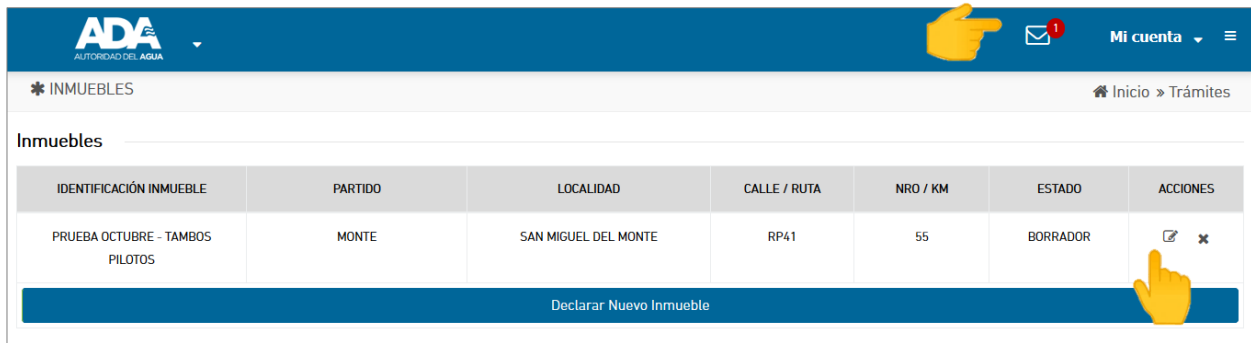 ADA
AUTORIDAD DEL AGUA
1
Mi cuenta
INMUEBLES
Inicio » Trámites
Inmuebles
IDENTIFICACIÓN INMUEBLE PARTIDO LOCALIDAD CALLE / RUTA NRO / KM ESTADO ACCIONES
PRUEBA OCTUBRE - TAMBOS MONTE SAN MIGUEL DEL MONTE RP41 55 BORRADOR
PILOTOS
Declarar Nuevo Inmueble